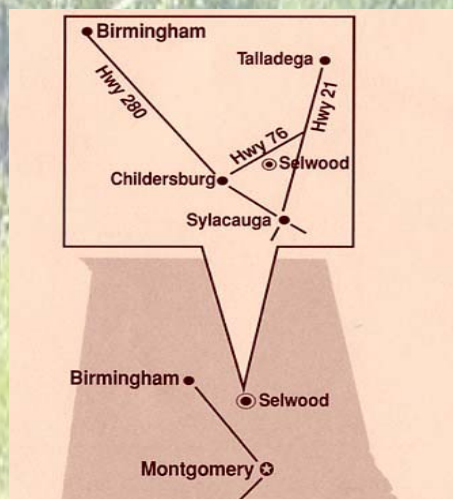 Birmingham
Talladega
Hwy 280
Hwy 21
Hwy 76
Selwood
Childersburg
Sylacauga
Birmingham
Selwood
Montgomery